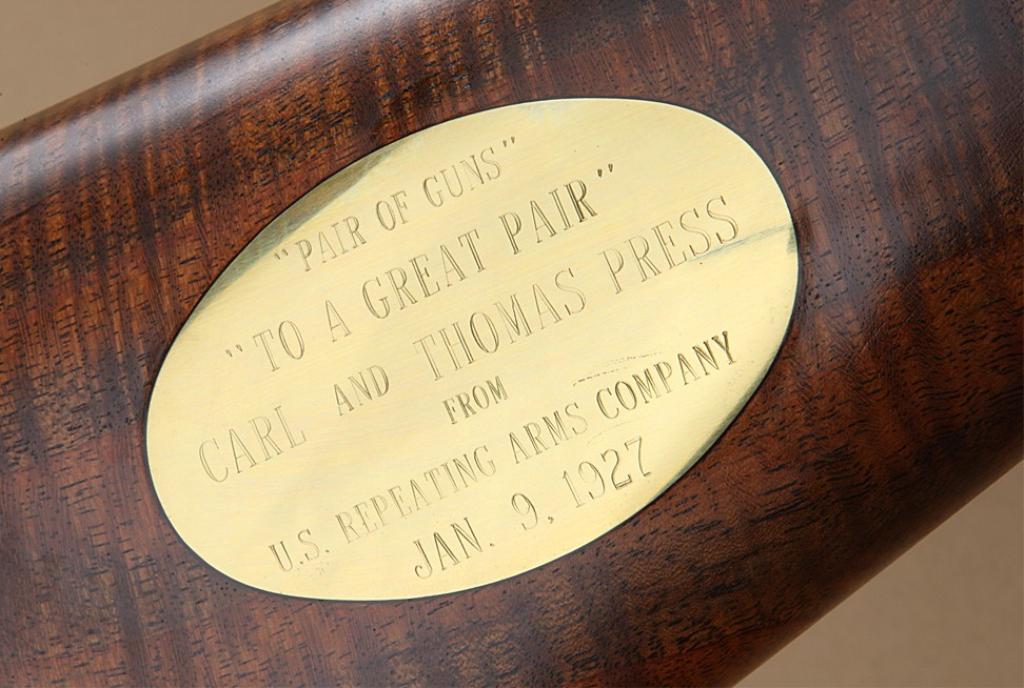 "PAIR OF GUNS"
"TO A GREAT PAIR"
CARL AND THOMAS PRESS
FROM
U.S. REPEATING ARMS COMPANY
JAN. 9, 1927